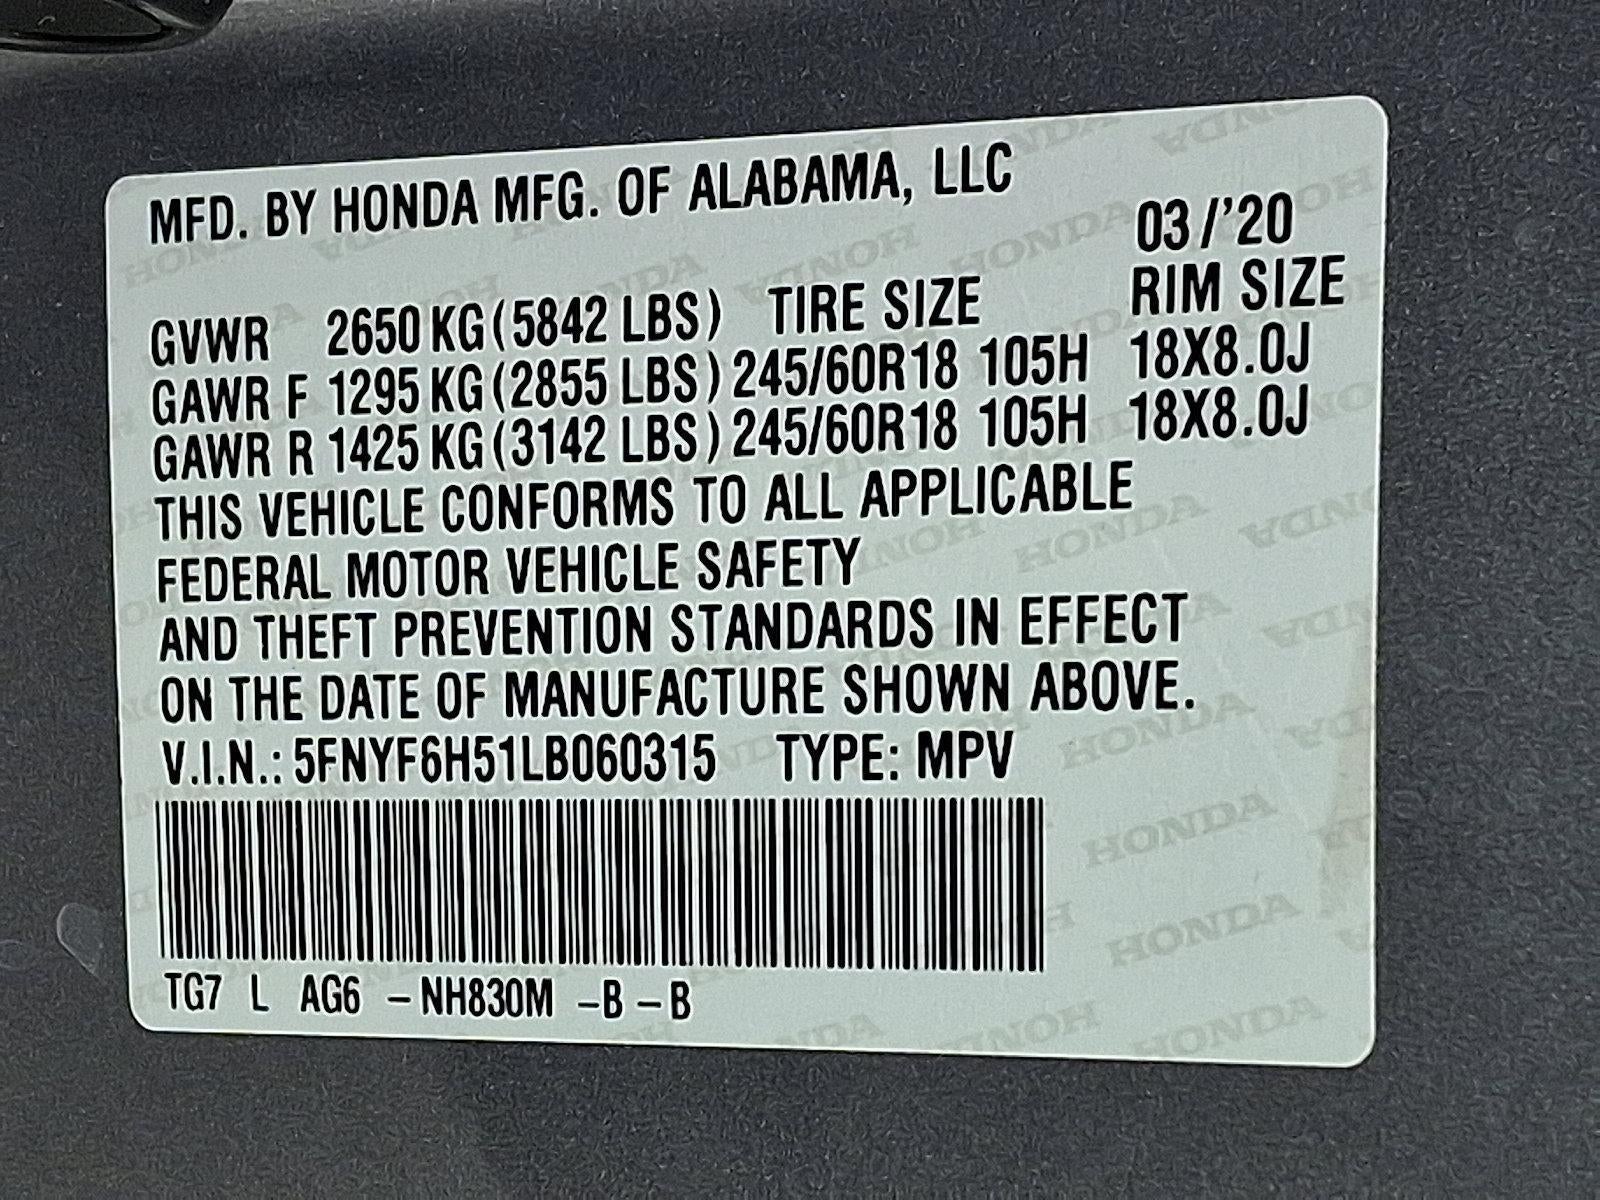 MFD. BY HONDA MFG. OF ALABAMA, LLC
03/'20
GVWR 2650 KG (5842 LBS) TIRE SIZE RIM SIZE
GAWR F 1295 KG (2855 LBS) 245/60R18 105H 18X8.0J
GAWR R 1425 KG (3142 LBS) 245/60R18 105H 18X8.0J
THIS VEHICLE CONFORMS TO ALL APPLICABLE
FEDERAL MOTOR VEHICLE SAFETY
AND THEFT PREVENTION STANDARDS IN EFFECT
ON THE DATE OF MANUFACTURE SHOWN ABOVE.
V.I.N.: 5FNYF6H51LB060315 TYPE: MPV
TG7 L AG6 – NH830M – B – B